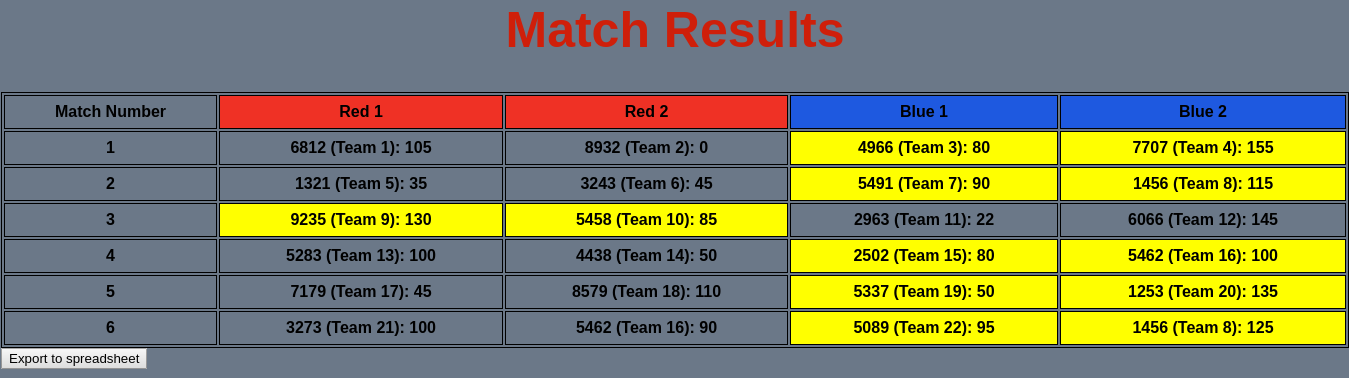 Match Results
Match Number Red 1 Red 2 Blue 1 Blue 2
1 6812 (Team 1): 105 8932 (Team 2): 0 4966 (Team 3): 80 7707 (Team 4): 155
2 1321 (Team 5): 35 3243 (Team 6): 45 5491 (Team 7): 90 1456 (Team 8): 115
3 9235 (Team 9): 130 5458 (Team 10): 85 2963 (Team 11): 22 6066 (Team 12): 145
4 5283 (Team 13): 100 4438 (Team 14): 50 2502 (Team 15): 80 5462 (Team 16): 100
5 7179 (Team 17): 45 8579 (Team 18): 110 5337 (Team 19): 50 1253 (Team 20): 135
6 3273 (Team 21): 100 5462 (Team 16): 90 5089 (Team 22): 95 1456 (Team 8): 125
Export to spreadsheet